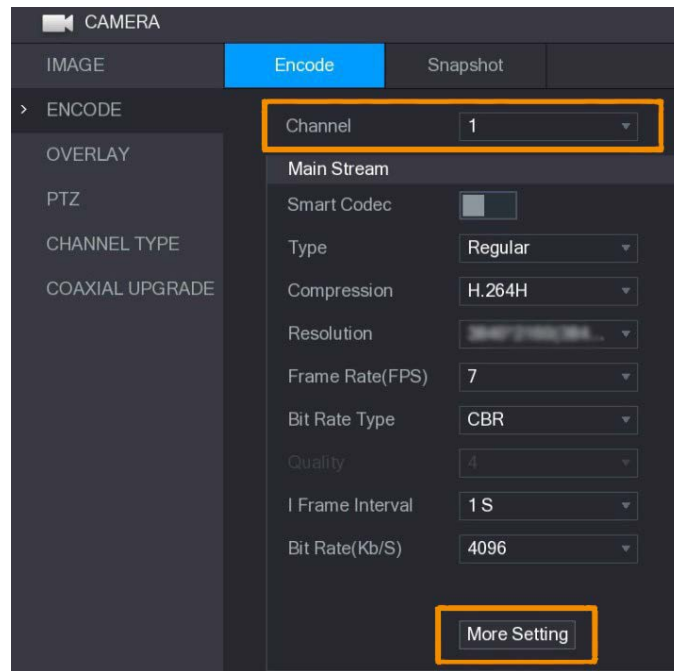 CAMERA
IMAGE
Encode Snapshot
> ENCODE
Channel 1
OVERLAY
Main Stream
PTZ
Smart Codec
CHANNEL TYPE
Type Regular
COAXIAL UPGRADE
Compression H.264H
Resolution
Frame Rate(FPS) 7
Bit Rate Type CBR
Quality 4
I Frame Interval 1 S
Bit Rate(Kb/S) 4096
More Setting